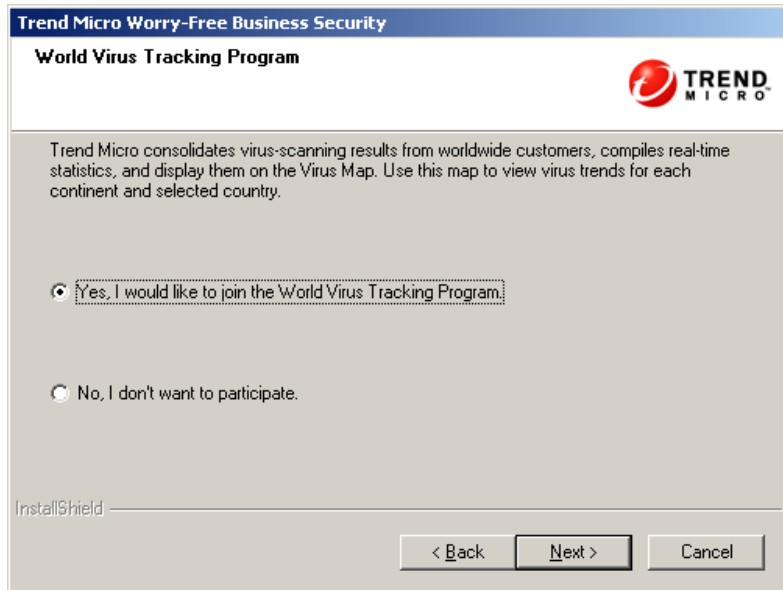 Trend Micro Worry-Free Business Security
World Virus Tracking Program
TREND
MICRO
Trend Micro consolidates virus-scanning results from worldwide customers, compiles real-time
statistics, and display them on the Virus Map. Use this map to view virus trends for each
continent and selected country.
Yes, I would like to join the World Virus Tracking Program.
No, I don't want to participate.
InstallShield
< Back
Next >
Cancel